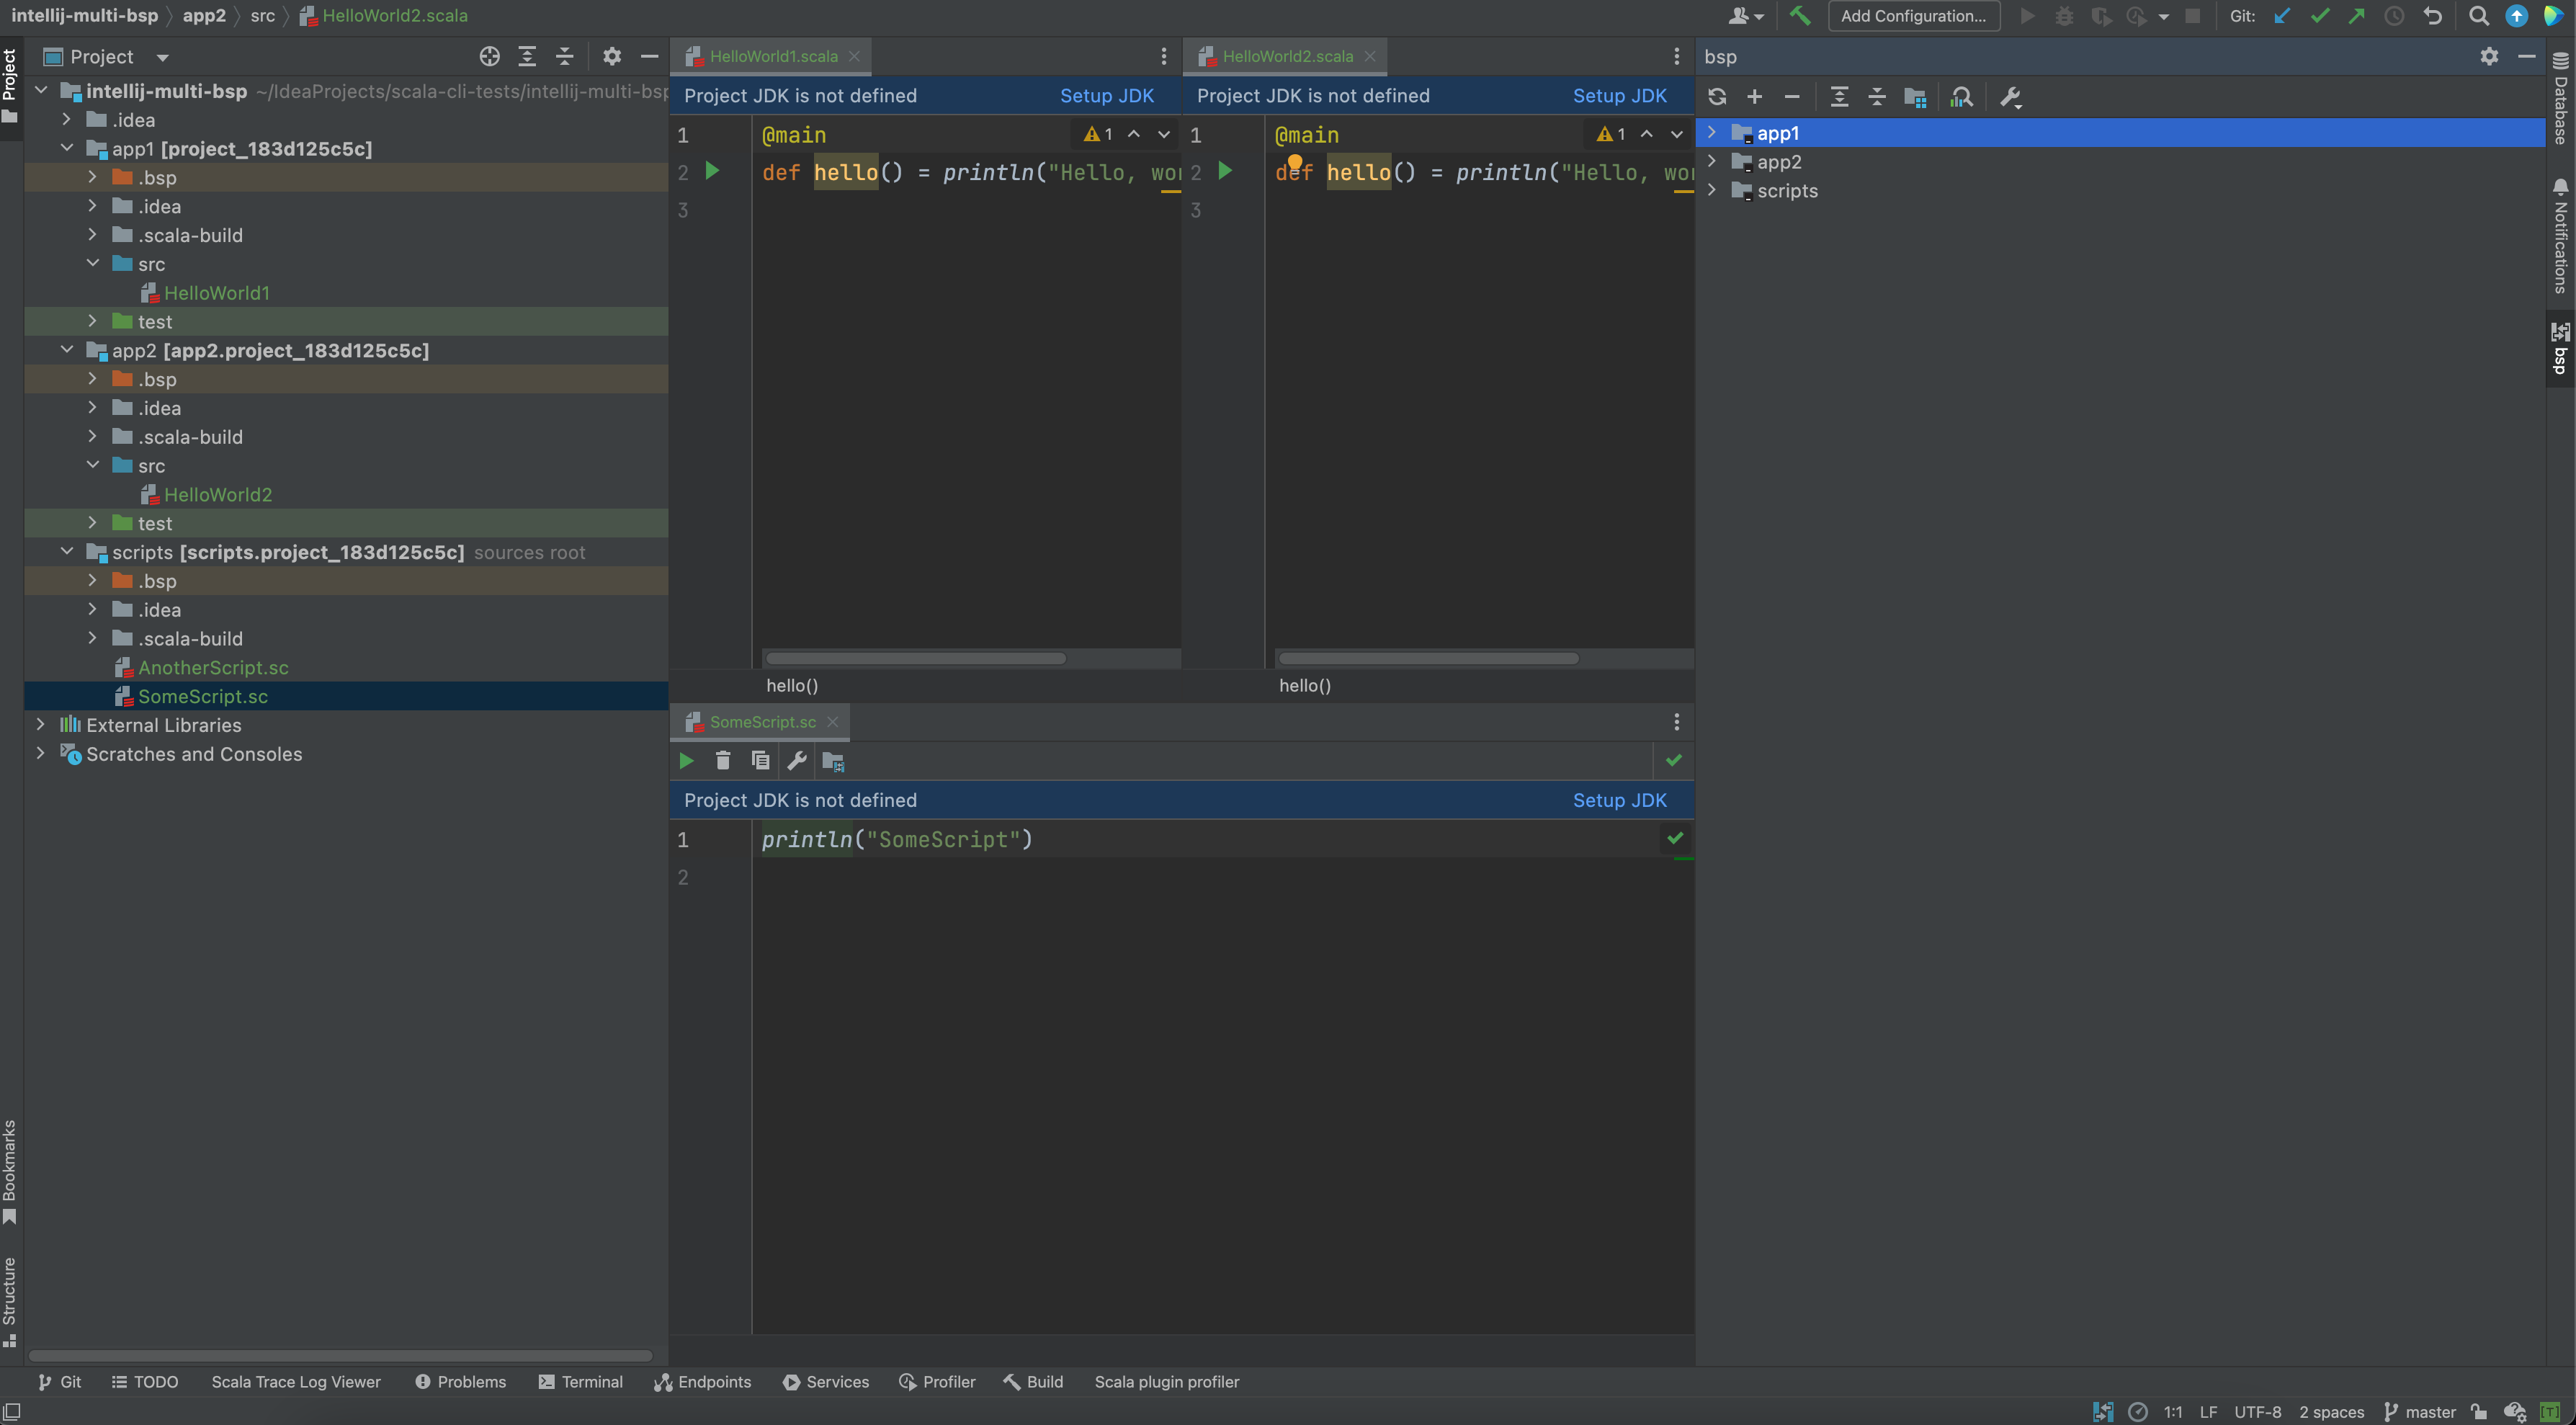 intellij-multi-bsp app2 src HelloWorld2.scala
Add Configuration...
Git:
Project
Project
intellij-multi-bsp ~/IdeaProjects/scala-cli-tests/intellij-multi-bsp
.idea
app1 [project_183d125c5c]
.bsp
.idea
.scala-build
src
HelloWorld1
test
app2 [app2.project_183d125c5c]
.bsp
.idea
.scala-build
src
HelloWorld2
test
scripts [scripts.project_183d125c5c] sources root
.bsp
.idea
.scala-build
AnotherScript.sc
SomeScript.sc
External Libraries
Scratches and Consoles
Bookmarks
Structure
HelloWorld1.scala
Project JDK is not defined Setup JDK
1 @main 1
2 def hello() = println("Hello, wor
3
hello()
HelloWorld2.scala
Project JDK is not defined Setup JDK
1 @main 1
2 def hello() = println("Hello, wor
3
hello()
SomeScript.sc
Project JDK is not defined Setup JDK
1 println("SomeScript")
2
bsp
app1
app2
scripts
Database
Notifications
bsp
Git TODO Scala Trace Log Viewer Problems Terminal Endpoints Services Profiler Build Scala plugin profiler
1:1 LF UTF-8 2 spaces master [T]